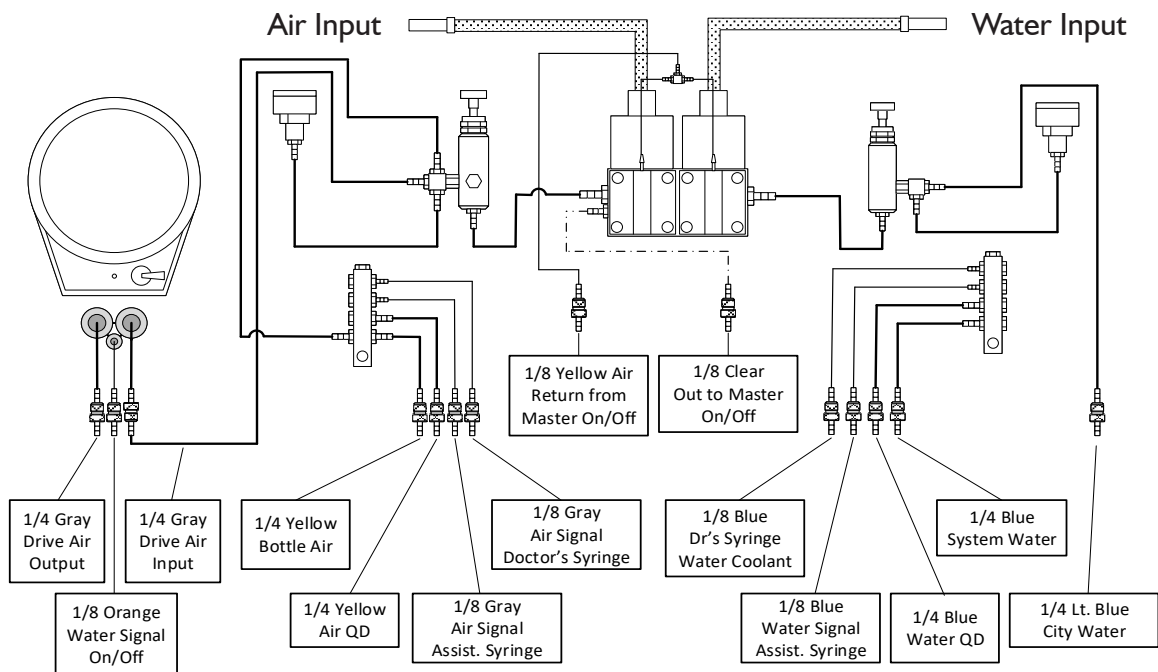 Air Input
Water Input
1/8 Yellow Air
Return from
Master On/Off
1/8 Clear
Out to Master
On/Off
1/4 Gray
Drive Air
Output
1/4 Gray
Drive Air
Input
1/8 Orange
Water Signal
On/Off
1/4 Yellow
Bottle Air
1/4 Yellow
Air QD
1/8 Gray
Air Signal
Assist. Syringe
1/8 Gray
Air Signal
Doctor's Syringe
1/8 Blue
Dr's Syringe
Water Coolant
1/8 Blue
Water Signal
Assist. Syringe
1/4 Blue
Water QD
1/4 Blue
System Water
1/4 Lt. Blue
City Water